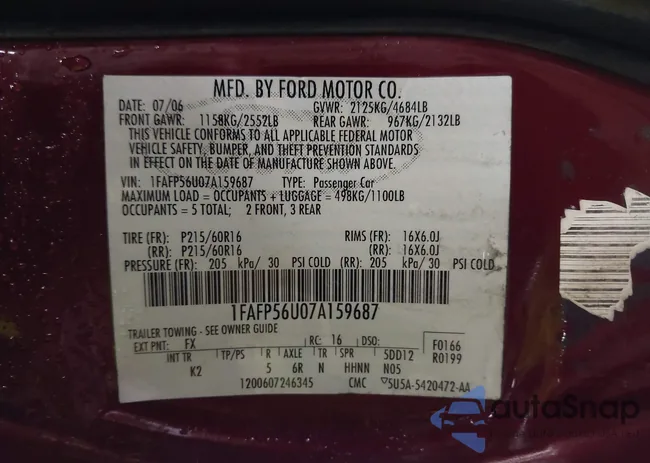 MFD. BY FORD MOTOR CO.
DATE: 07/06 GVWR: 2125KG/4684LB
FRONT GAWR: 1158KG/2552LB REAR GAWR: 967KG/2132LB
THIS VEHICLE CONFORMS TO ALL APPLICABLE FEDERAL MOTOR
VEHICLE SAFETY, BUMPER, AND THEFT PREVENTION STANDARDS
IN EFFECT ON THE DATE OF MANUFACTURE SHOWN ABOVE.
VIN: 1FAFP56U07A159687 TYPE: Passenger Car
MAXIMUM LOAD = OCCUPANTS + LUGGAGE = 498KG/1100LB
OCCUPANTS = 5 TOTAL; 2 FRONT, 3 REAR
TIRE (FR): P215/60R16 RIMS (FR): 16X6.0J
(RR): P215/60R16 (RR): 16X6.0J
PRESSURE (FR): 205 kPa/ 30 PSI COLD (RR): 205 kPa/ 30 PSI COLD
1FAFP56U07A159687
TRAILER TOWING - SEE OWNER GUIDE
EXT PNT: FX RC: 16 DSO: F0166
INT TR TP/PS R AXLE TR SPR 5DD12 R0199
K2 5 6R N HHNN N05
1200607246345 CMC 5U5A-5420472-AA
autoSnap